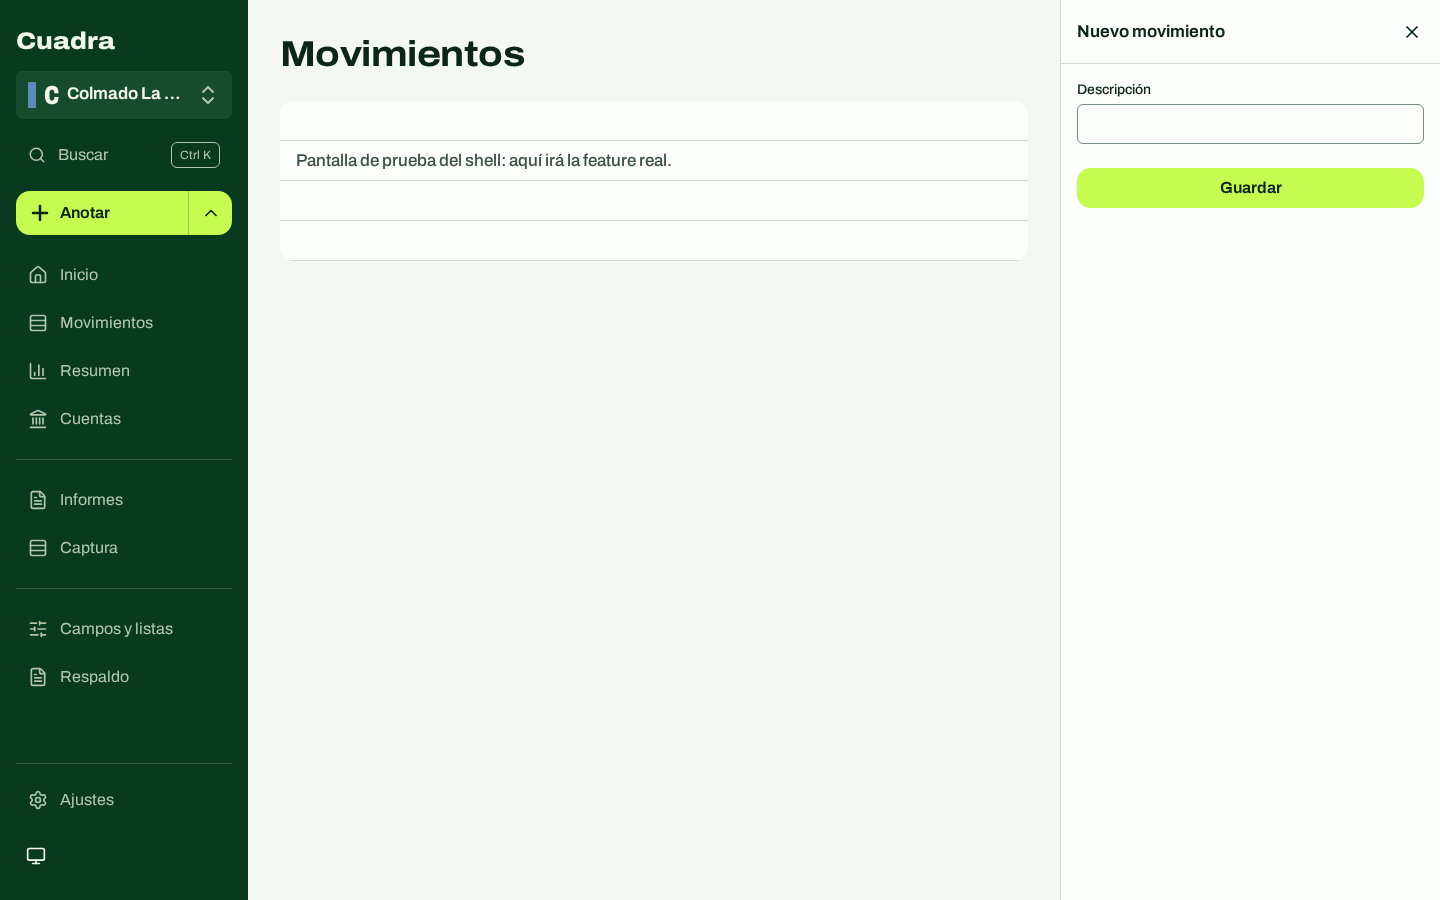 Cuadra
C Colmado La ...
Buscar Ctrl K
Anotar
Inicio
Movimientos
Resumen
Cuentas
Informes
Captura
Campos y listas
Respaldo
Ajustes
Movimientos
Pantalla de prueba del shell: aquí irá la feature real.
Nuevo movimiento
Descripción
Guardar